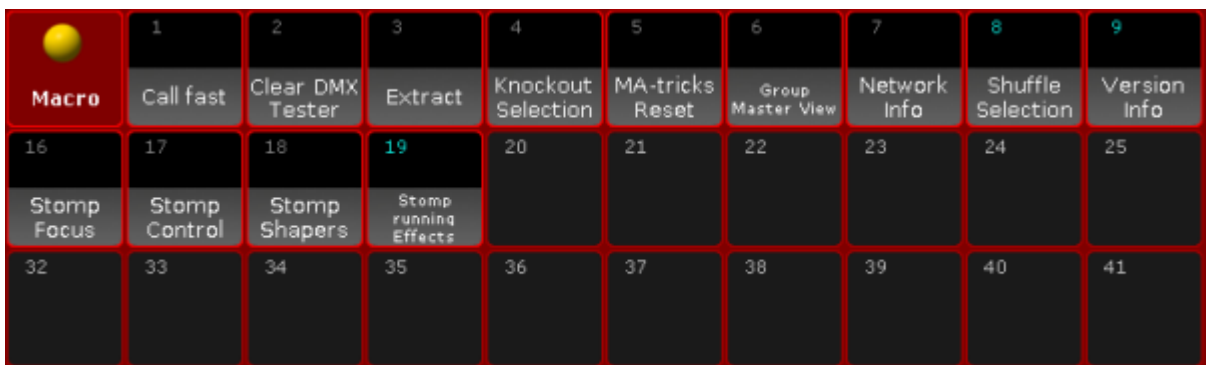 1 2 3 4 5 6 7 8 9
Macro
Call fast
Clear DMX
Tester
Extract
Knockout
Selection
MA-tricks
Reset
Group
Master View
Network
Info
Shuffle
Selection
Version
Info
16 17 18 19 20 21 22 23 24 25
Stomp
Focus
Stomp
Control
Stomp
Shapers
Stomp
running
Effects
32 33 34 35 36 37 38 39 40 41